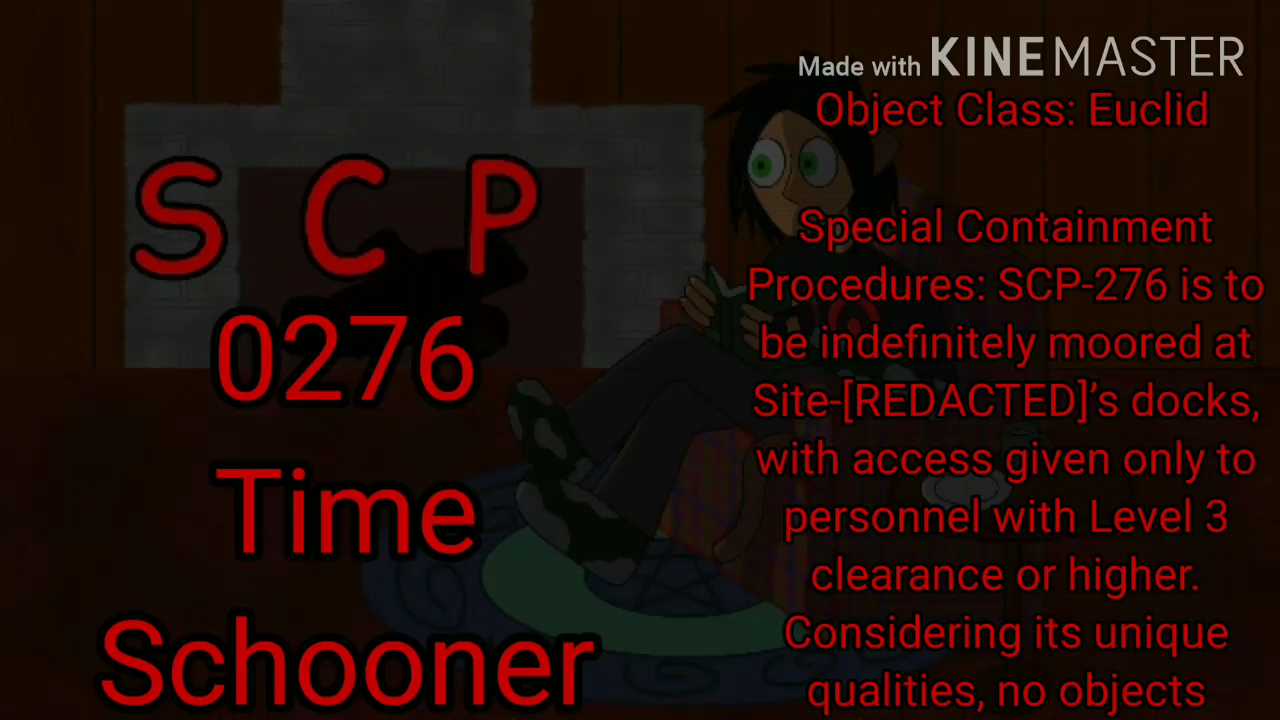 Made with KINEMASTER
S C P
0276
Time
Schooner
Object Class: Euclid
Special Containment
Procedures: SCP-276 is to
be indefinitely moored at
Site-[REDACTED]’s docks,
with access given only to
personnel with Level 3
clearance or higher.
Considering its unique
qualities, no objects